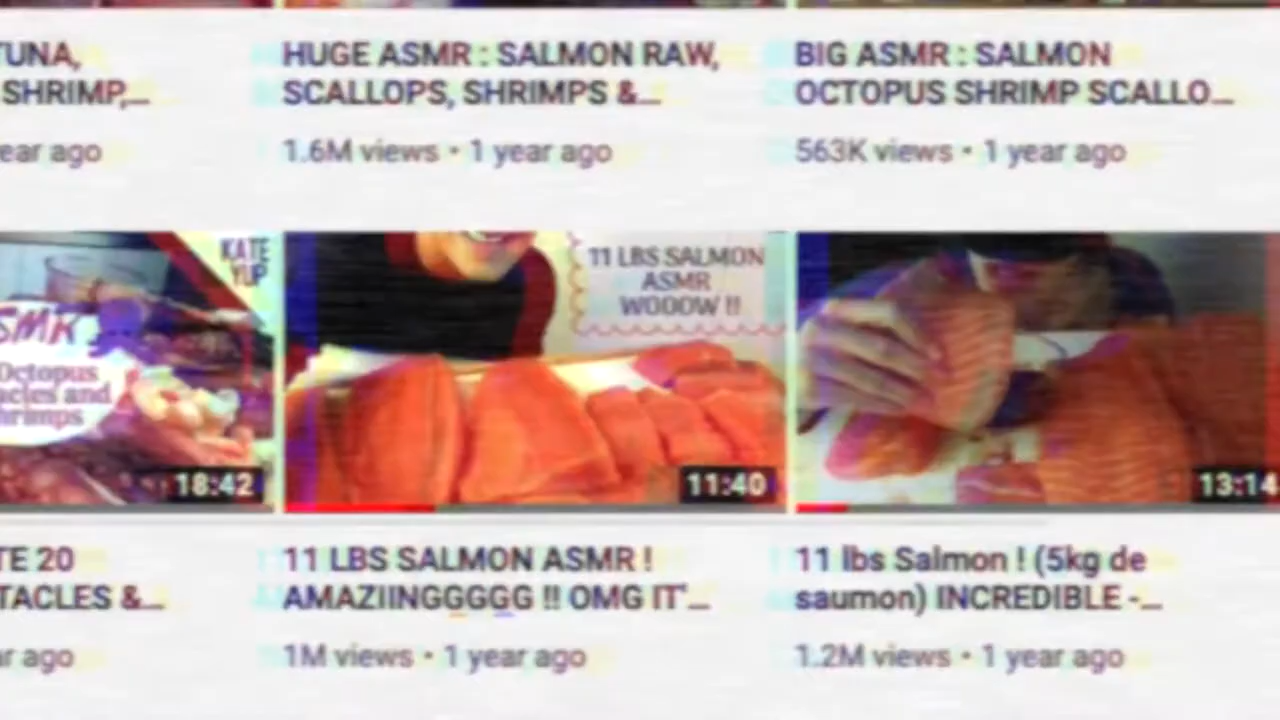 TUNA,
SHRIMP,...
ear ago
HUGE ASMR : SALMON RAW,
SCALLOPS, SHRIMPS &...
1.6M views • 1 year ago
BIG ASMR : SALMON
OCTOPUS SHRIMP SCALLO...
563K views • 1 year ago
KATE
YUP
SMR
Octopus
acles and
hrimps
18:42
11 LBS SALMON
ASMR
WOOOW !!
11:40
13:14
TE 20
TACLES &...
ar ago
11 LBS SALMON ASMR !
AMAZIINGGGGG !! OMG IT'...
1M views • 1 year ago
11 lbs Salmon ! (5kg de
saumon) INCREDIBLE -...
1.2M views • 1 year ago